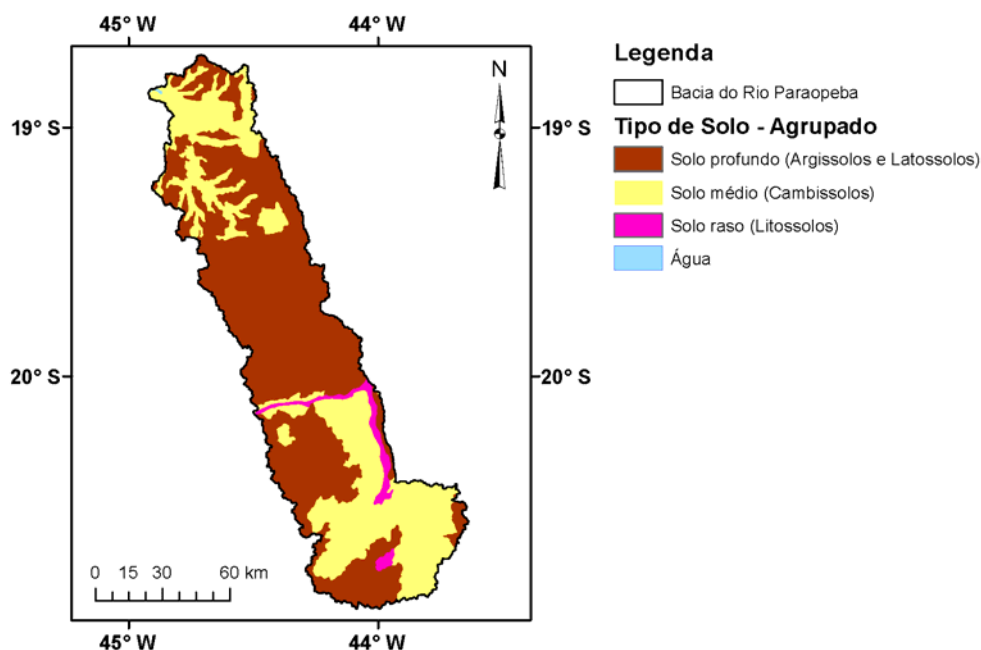 45° W 44° W
N
19° S 19° S
20° S 20° S
0 15 30 60 km
45° W 44° W
Legenda
Bacia do Rio Paraopeba
Tipo de Solo - Agrupado
Solo profundo (Argissolos e Latossolos)
Solo médio (Cambissolos)
Solo raso (Litossolos)
Água